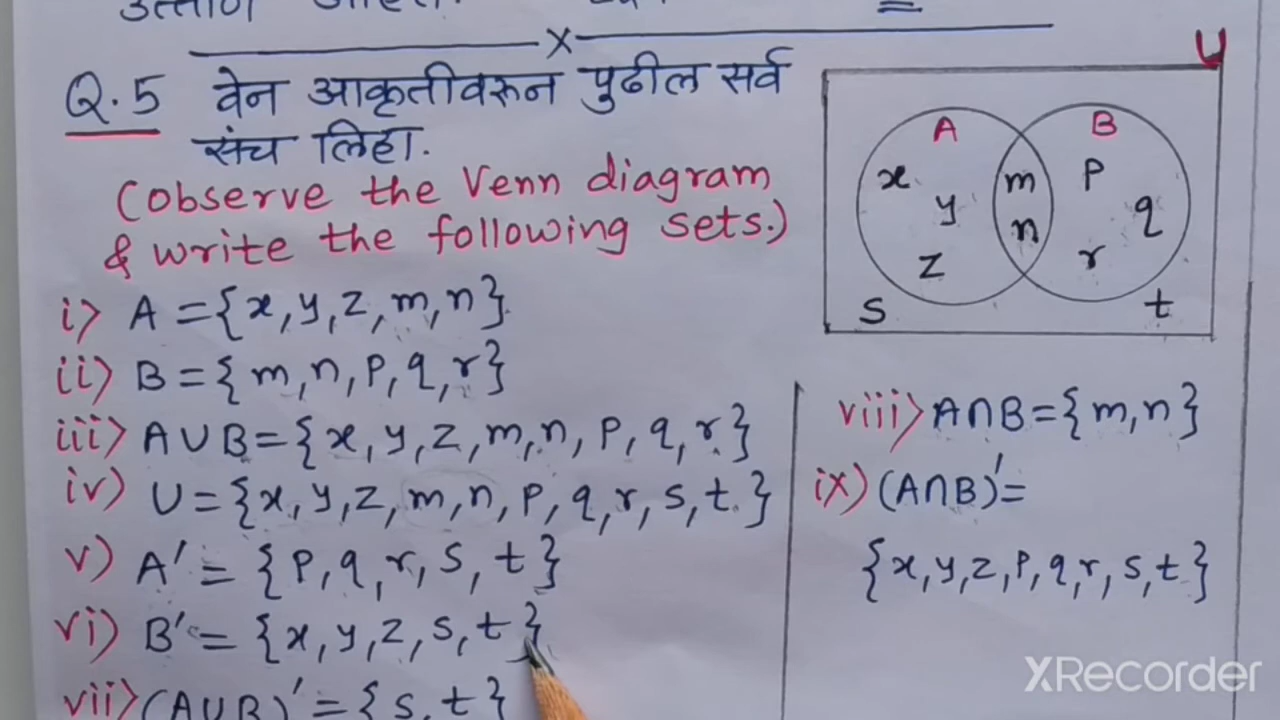 Q.5 वेन आकृतीवरून पुढील सर्व
संच लिहा.
(observe the Venn diagram
& write the following sets.)
i) A = {x, y, z, m, n}
ii) B = {m, n, p, q, r}
iii) A∪B = {x, y, z, m, n, p, q, r}
iv) U = {x, y, z, m, n, p, q, r, s, t}
v) A' = {p, q, r, s, t}
vi) B' = {x, y, z, s, t}
vii) (A∪B)' = {s, t}
U
A B
x m p
y n q
z r
s t
viii) A∩B = {m, n}
ix) (A∩B)' =
{x, y, z, p, q, r, s, t}
XRecorder